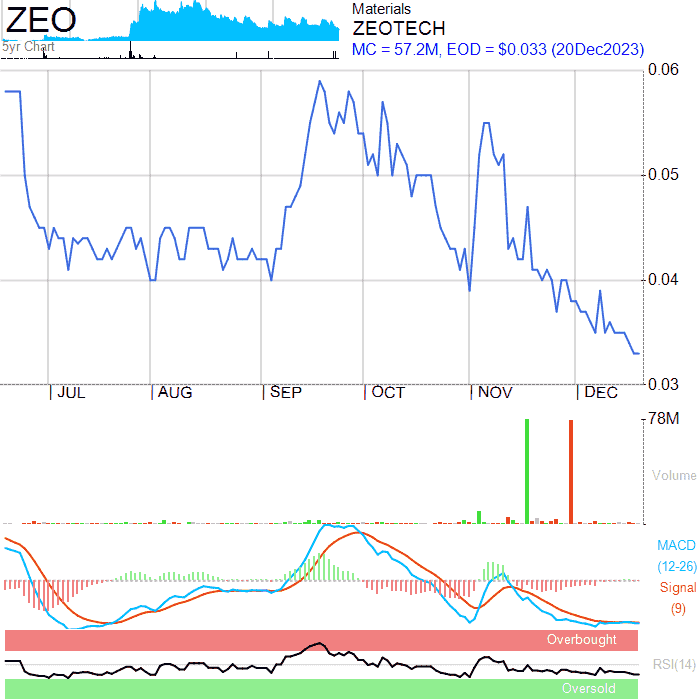 ZEO
5yr Chart
Materials
ZEOTECH
MC = 57.2M, EOD = $0.033 (20Dec2023)
0.06
0.05
0.04
0.03
JUL AUG SEP OCT NOV DEC
78M
Volume
MACD
(12-26)
Signal
(9)
Overbought
RSI(14)
Oversold